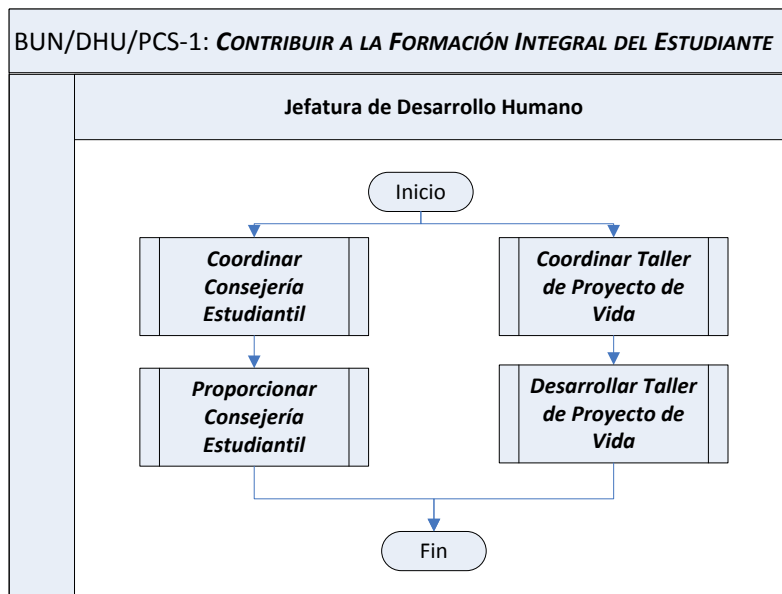 BUN/DHU/PCS-1: CONTRIBUIR A LA FORMACIÓN INTEGRAL DEL ESTUDIANTE
Jefatura de Desarrollo Humano
Inicio
Coordinar
Consejería
Estudiantil
Coordinar Taller
de Proyecto de
Vida
Proporcionar
Consejería
Estudiantil
Desarrollar Taller
de Proyecto de
Vida
Fin